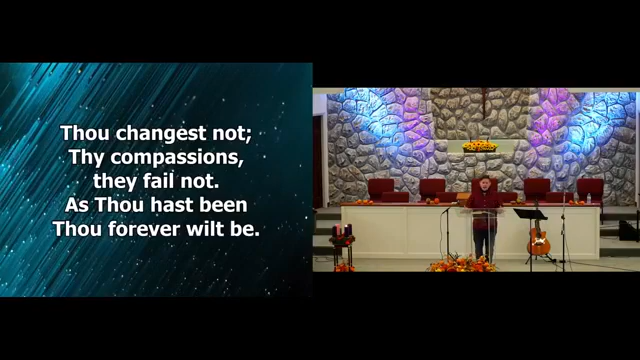 Thou changest not;
Thy compassions,
they fail not.
As Thou hast been
Thou forever wilt be.